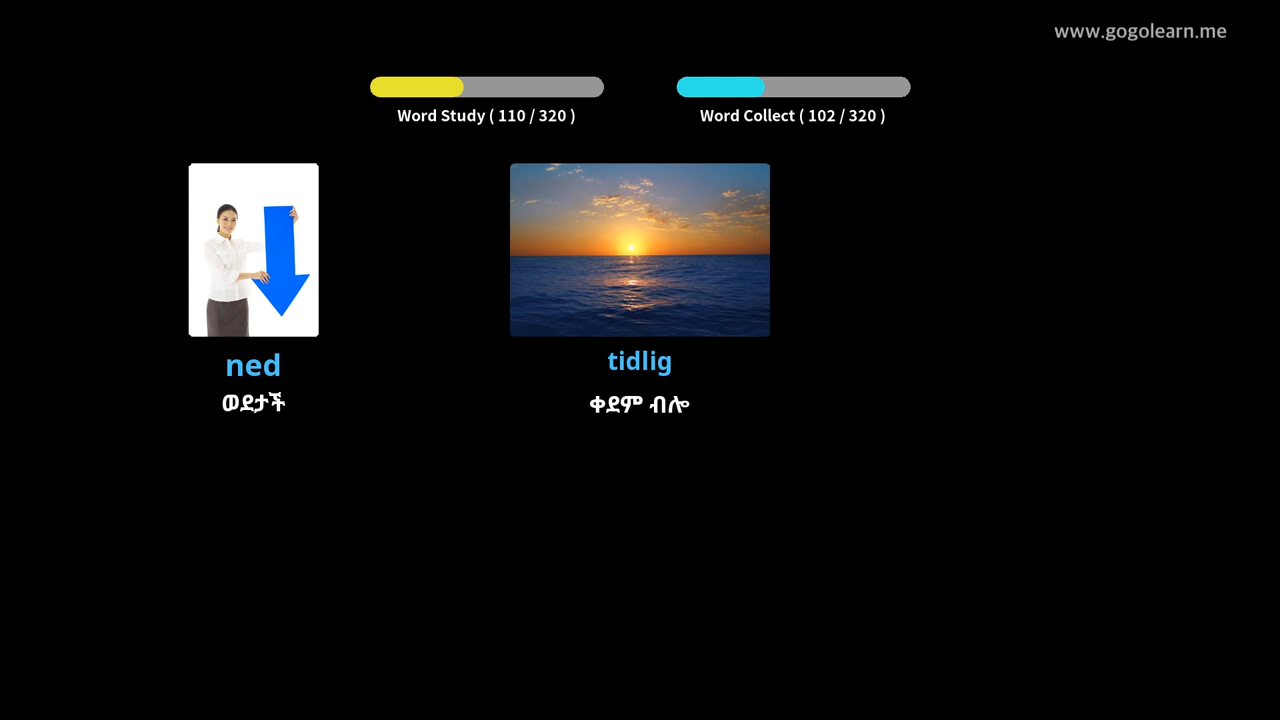 www.gogolearn.me
Word Study ( 110 / 320 )
Word Collect ( 102 / 320 )
ned
ወደታች
tidlig
ቀደም ብሎ